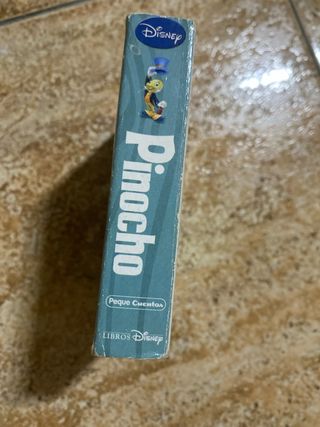 Disney
Pinocho
Peque Cuentos
LIBROS Disney